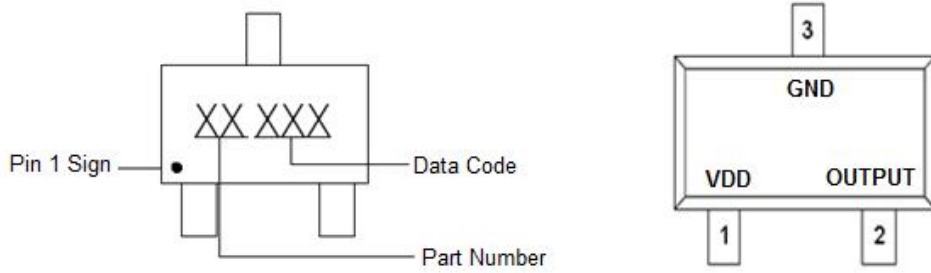 XX XXX
Pin 1 Sign
Data Code
Part Number
3
GND
VDD OUTPUT
1 2